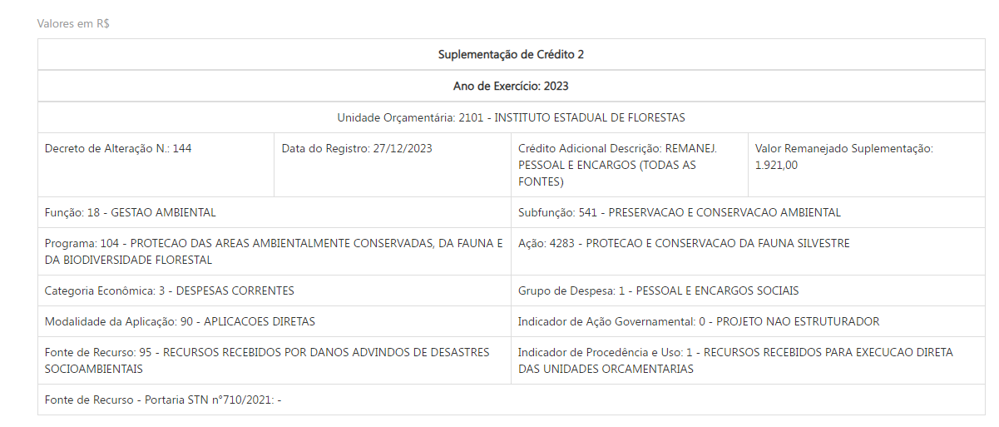 Valores em R$
Suplementação de Crédito 2
Ano de Exercício: 2023
Unidade Orçamentária: 2101 - INSTITUTO ESTADUAL DE FLORESTAS
Decreto de Alteração N.: 144
Data do Registro: 27/12/2023
Crédito Adicional Descrição: REMANEJ.
PESSOAL E ENCARGOS (TODAS AS
FONTES)
Valor Remanejado Suplementação:
1.921,00
Função: 18 - GESTAO AMBIENTAL
Subfunção: 541 - PRESERVACAO E CONSERVACAO AMBIENTAL
Programa: 104 - PROTECAO DAS AREAS AMBIENTALMENTE CONSERVADAS, DA FAUNA E
DA BIODIVERSIDADE FLORESTAL
Ação: 4283 - PROTECAO E CONSERVACAO DA FAUNA SILVESTRE
Categoria Econômica: 3 - DESPESAS CORRENTES
Grupo de Despesa: 1 - PESSOAL E ENCARGOS SOCIAIS
Modalidade da Aplicação: 90 - APLICACOES DIRETAS
Indicador de Ação Governamental: 0 - PROJETO NAO ESTRUTURADOR
Fonte de Recurso: 95 - RECURSOS RECEBIDOS POR DANOS ADVINDOS DE DESASTRES
SOCIOAMBIENTAIS
Indicador de Procedência e Uso: 1 - RECURSOS RECEBIDOS PARA EXECUCAO DIRETA
DAS UNIDADES ORCAMENTARIAS
Fonte de Recurso - Portaria STN n°710/2021: -